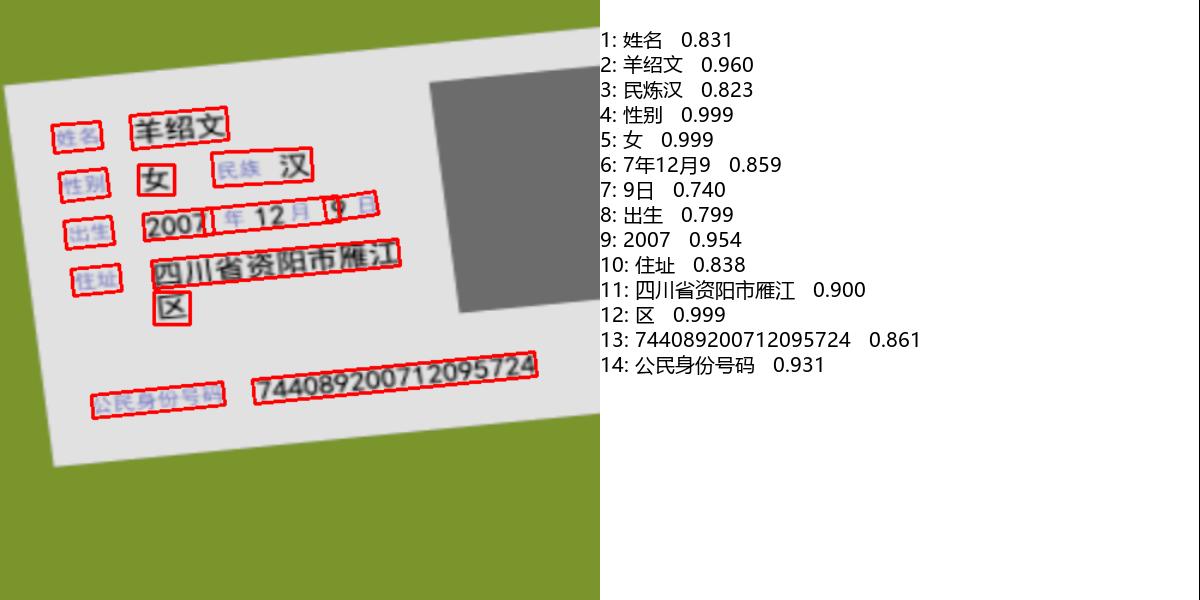 姓名 羊绍文
性别 女 民族 汉
出生 2007 年 12 月 9 日
住址 四川省资阳市雁江
区
公民身份号码 744089200712095724
1: 姓名 0.831
2: 羊绍文 0.960
3: 民炼汉 0.823
4: 性别 0.999
5: 女 0.999
6: 7年12月9 0.859
7: 9日 0.740
8: 出生 0.799
9: 2007 0.954
10: 住址 0.838
11: 四川省资阳市雁江 0.900
12: 区 0.999
13: 744089200712095724 0.861
14: 公民身份号码 0.931